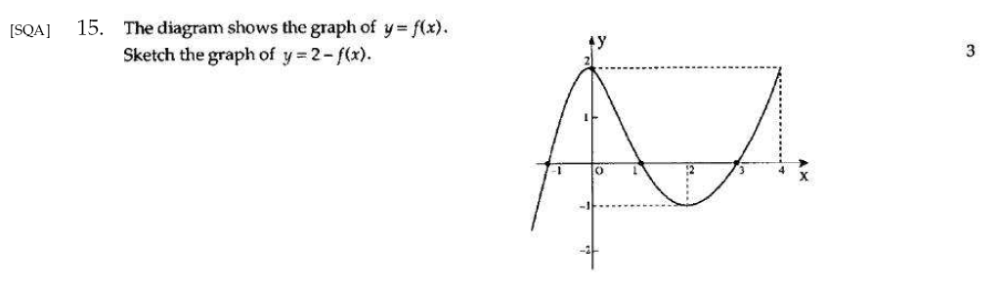 [SQA] 15. The diagram shows the graph of y = f(x).
Sketch the graph of y = 2 – f(x).
3
y
2
1
-1 O 1 2 3 4 x
-1
-2